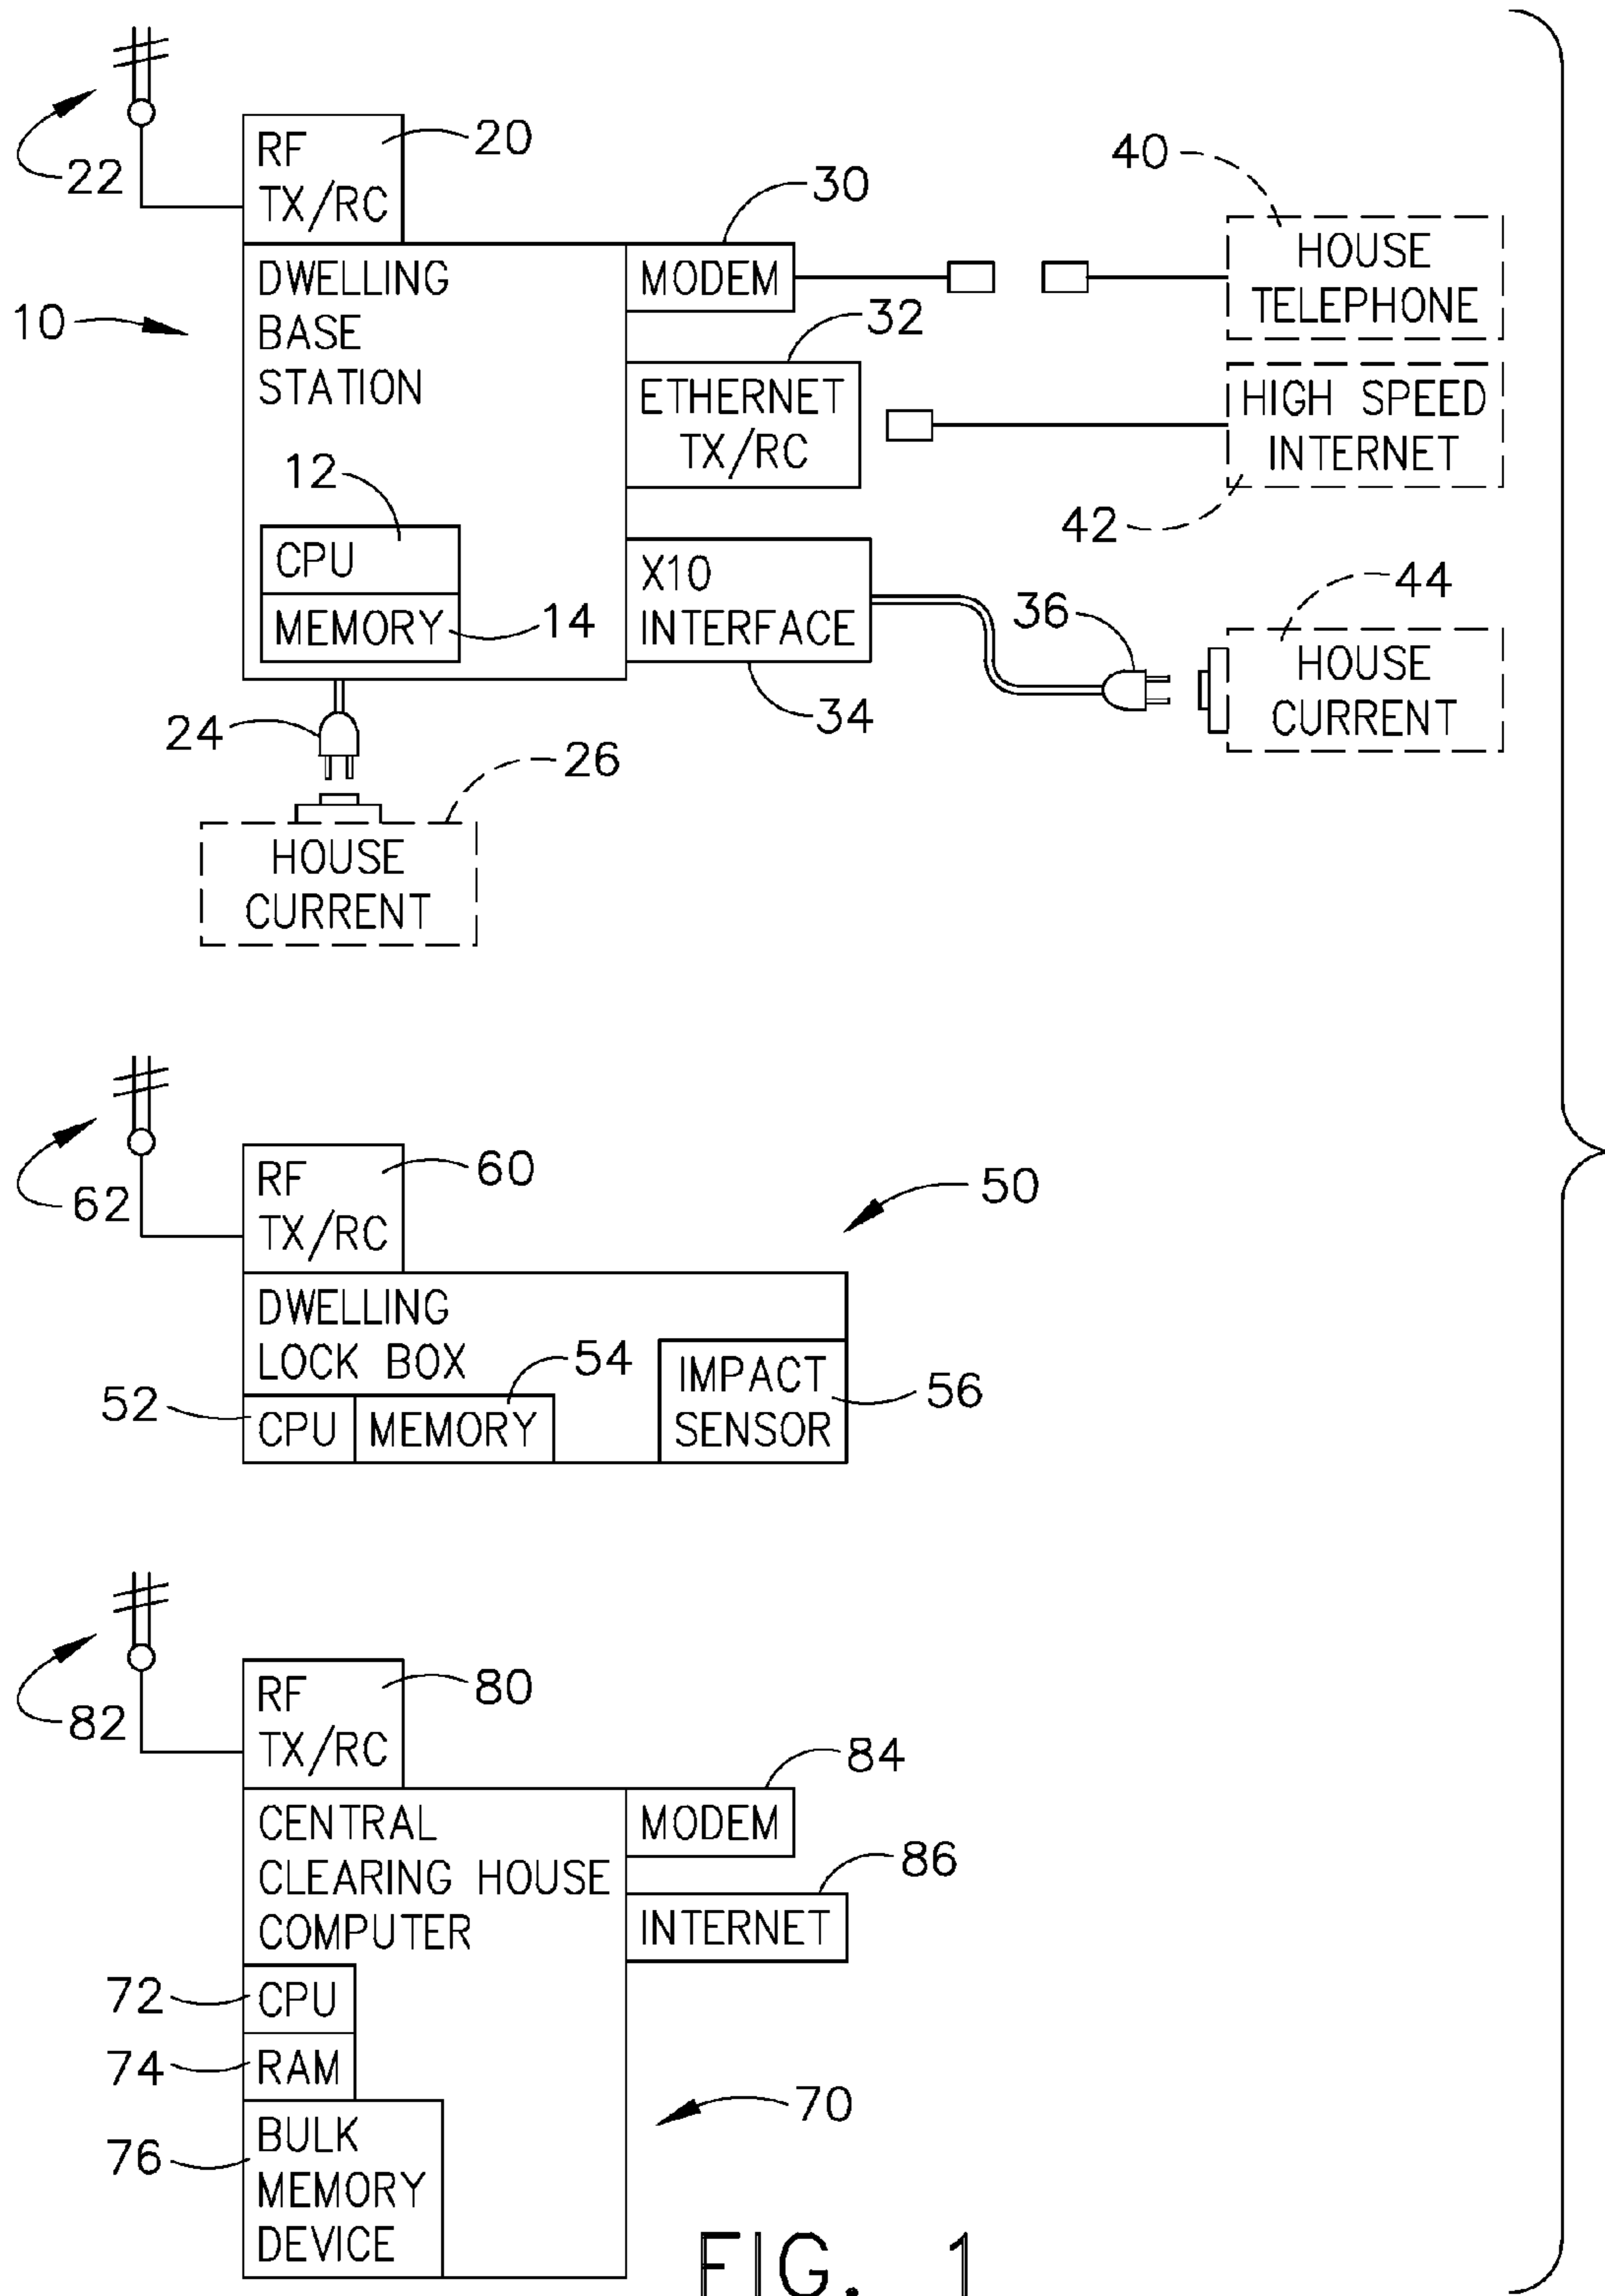 22
RF
TX/RC
20
10
DWELLING
BASE
STATION
30
MODEM
40
HOUSE
TELEPHONE
32
ETHERNET
TX/RC
HIGH SPEED
INTERNET
42
12
CPU
MEMORY
14
X10
INTERFACE
34
36
44
HOUSE
CURRENT
24
26
HOUSE
CURRENT
62
RF
TX/RC
60
50
DWELLING
LOCK BOX
52
CPU
MEMORY
54
IMPACT
SENSOR
56
82
RF
TX/RC
80
CENTRAL
CLEARING HOUSE
COMPUTER
84
MODEM
86
INTERNET
72
CPU
74
RAM
76
BULK
MEMORY
DEVICE
70
FIG. 1